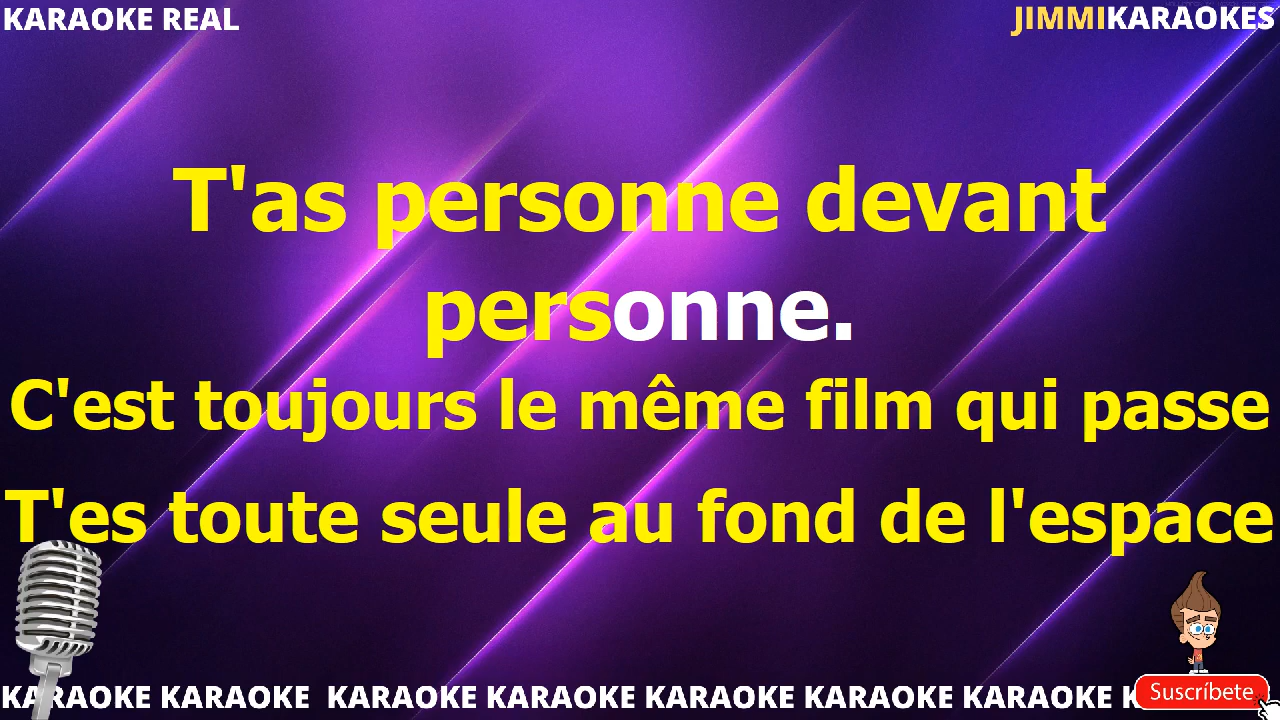 KARAOKE REAL
JIMMIKARAOKES
T'as personne devant
personne.
C'est toujours le même film qui passe
T'es toute seule au fond de l'espace
KARAOKE KARAOKE KARAOKE KARAOKE KARAOKE KARAOKE KARAOKE
Suscríbete